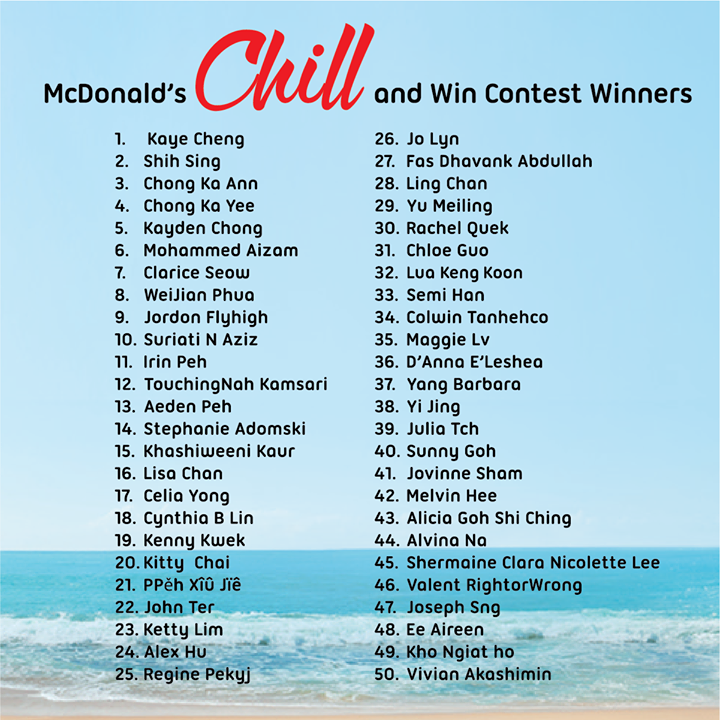 McDonald's Chill and Win Contest Winners
1. Kaye Cheng
2. Shih Sing
3. Chong Ka Ann
4. Chong Ka Yee
5. Kayden Chong
6. Mohammed Aizam
7. Clarice Seow
8. WeiJian Phua
9. Jordon Flyhigh
10. Suriati N Aziz
11. Irin Peh
12. TouchingNah Kamsari
13. Aeden Peh
14. Stephanie Adomski
15. Khashiweeni Kaur
16. Lisa Chan
17. Celia Yong
18. Cynthia B Lin
19. Kenny Kwek
20. Kitty Chai
21. PPěh Xîû Jïê
22. John Ter
23. Ketty Lim
24. Alex Hu
25. Regine Pekyj
26. Jo Lyn
27. Fas Dhavank Abdullah
28. Ling Chan
29. Yu Meiling
30. Rachel Quek
31. Chloe Guo
32. Lua Keng Koon
33. Semi Han
34. Colwin Tanhehco
35. Maggie Lv
36. D'Anna E'Leshea
37. Yang Barbara
38. Yi Jing
39. Julia Tch
40. Sunny Goh
41. Jovinne Sham
42. Melvin Hee
43. Alicia Goh Shi Ching
44. Alvina Na
45. Shermaine Clara Nicolette Lee
46. Valent RightorWrong
47. Joseph Sng
48. Ee Aireen
49. Kho Ngiat ho
50. Vivian Akashimin